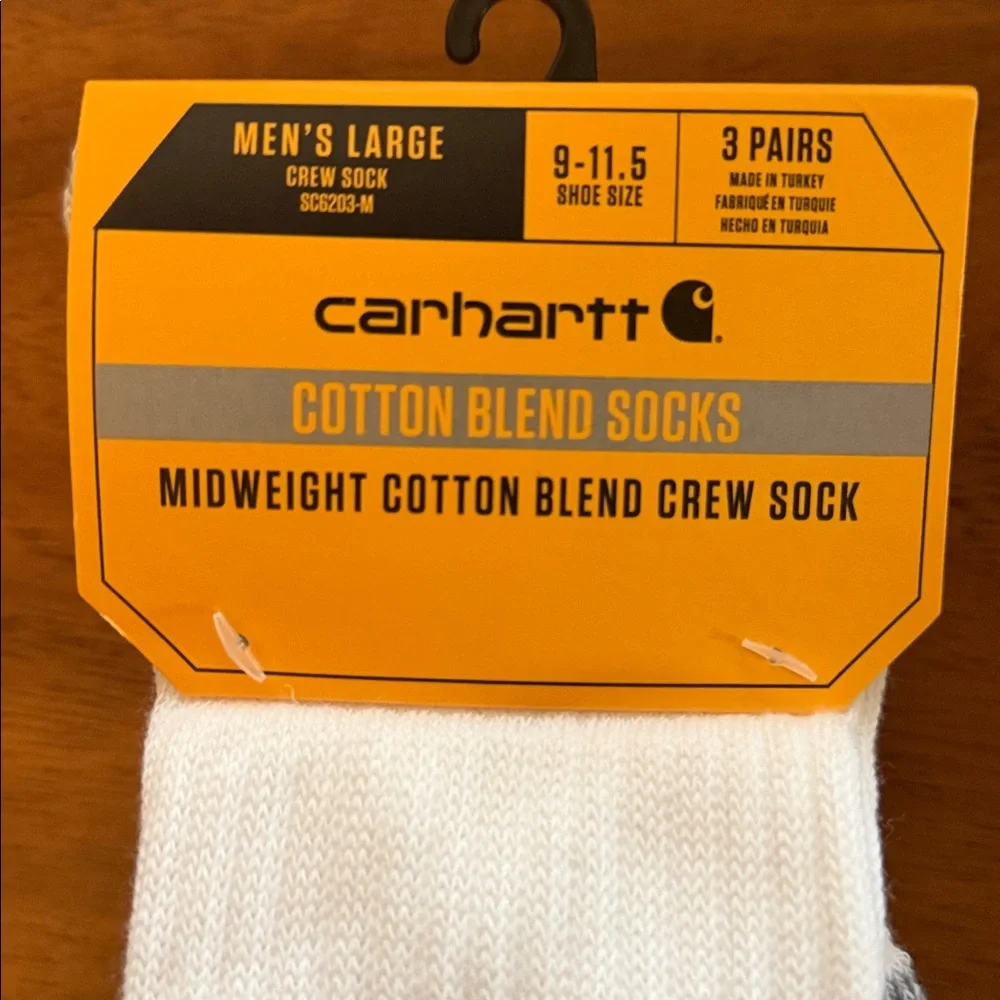 MEN'S LARGE
CREW SOCK
SC6203-M
9-11.5
SHOE SIZE
3 PAIRS
MADE IN TURKEY
FABRIQUÉ EN TURQUIE
HECHO EN TURQUIA
carhartt
COTTON BLEND SOCKS
MIDWEIGHT COTTON BLEND CREW SOCK